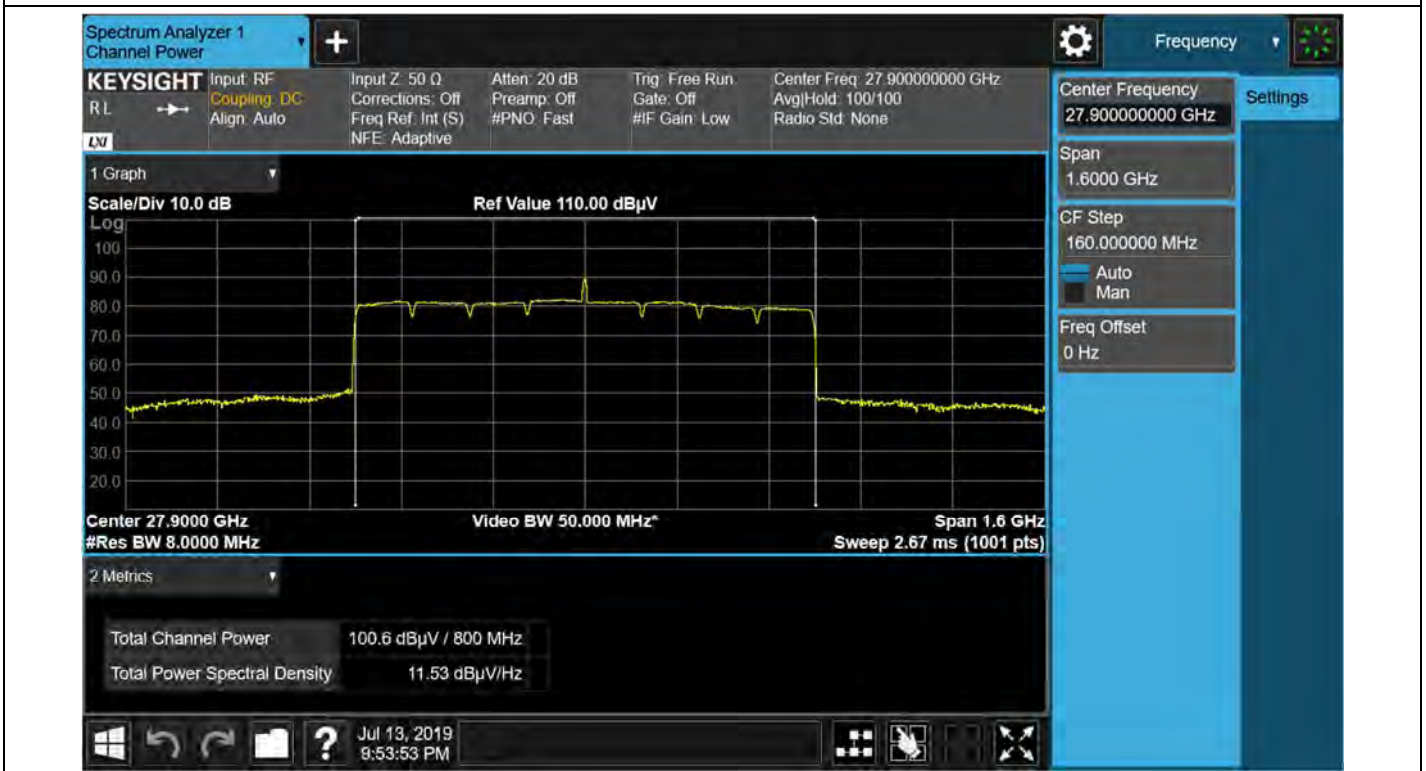 Spectrum Analyzer 1
Channel Power
+
Frequency
KEYSIGHT
RL
LXI
Input: RF
Coupling: DC
Align: Auto
Input Z: 50 Ω
Corrections: Off
Freq Ref: Int (S)
NFE: Adaptive
Atten: 20 dB
Preamp: Off
#PNO: Fast
Trig: Free Run
Gate: Off
#IF Gain: Low
Center Freq: 27.900000000 GHz
Avg|Hold: 100/100
Radio Std: None
Center Frequency
27.900000000 GHz
Settings
Span
1.6000 GHz
CF Step
160.000000 MHz
Auto
Man
Freq Offset
0 Hz
1 Graph
Scale/Div 10.0 dB
Ref Value 110.00 dBµV
Log
100
90.0
80.0
70.0
60.0
50.0
40.0
30.0
20.0
Center 27.9000 GHz
Video BW 50.000 MHz*
Span 1.6 GHz
#Res BW 8.0000 MHz
Sweep 2.67 ms (1001 pts)
2 Metrics
Total Channel Power 100.6 dBµV / 800 MHz
Total Power Spectral Density 11.53 dBµV/Hz
?
Jul 13, 2019
9:53:53 PM